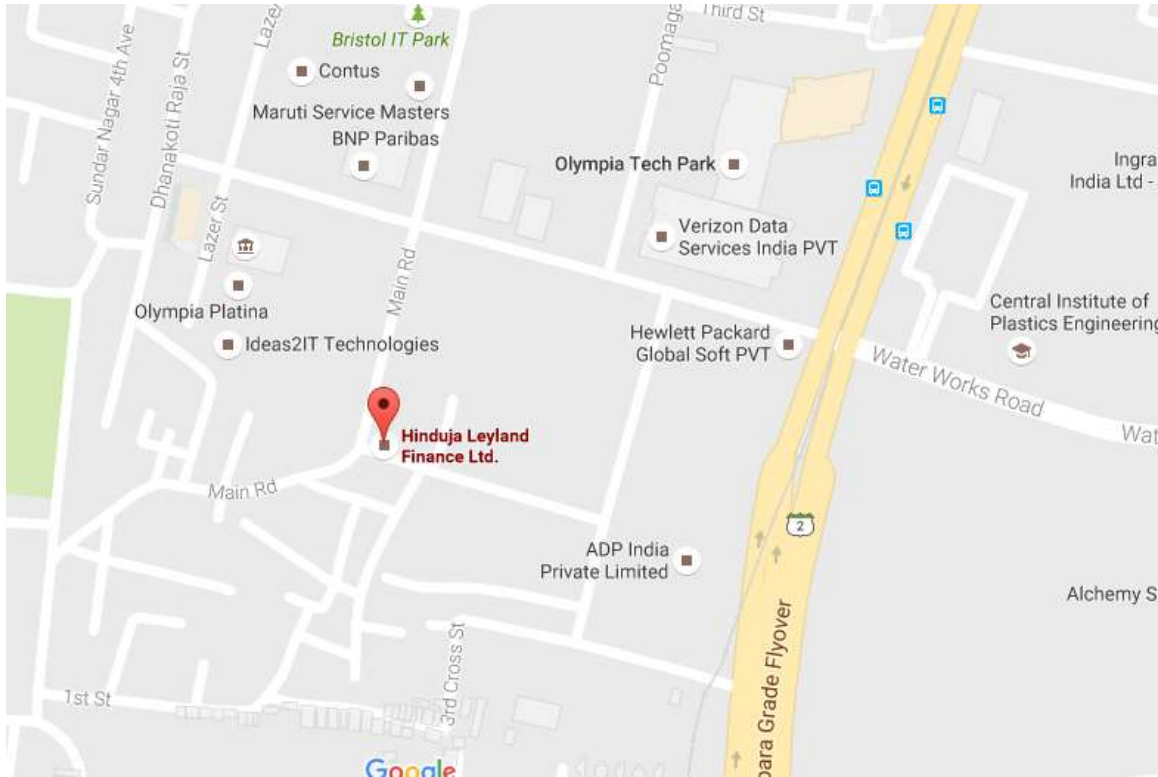 Third St
Bristol IT Park
Contus
Maruti Service Masters
BNP Paribas
Sundar Nagar 4th Ave
Dhanakoti Raja St
Lazer
Poomaga
Olympia Tech Park
Ingra
India Ltd -
Lazer St
Main Rd
Verizon Data
Services India PVT
Olympia Platina
Ideas2IT Technologies
Hewlett Packard
Global Soft PVT
Central Institute of
Plastics Engineering
Water Works Road
Wat
Hinduja Leyland
Finance Ltd.
Main Rd
2
ADP India
Private Limited
Alchemy S
para Grade Flyover
1st St
3rd Cross St
Google